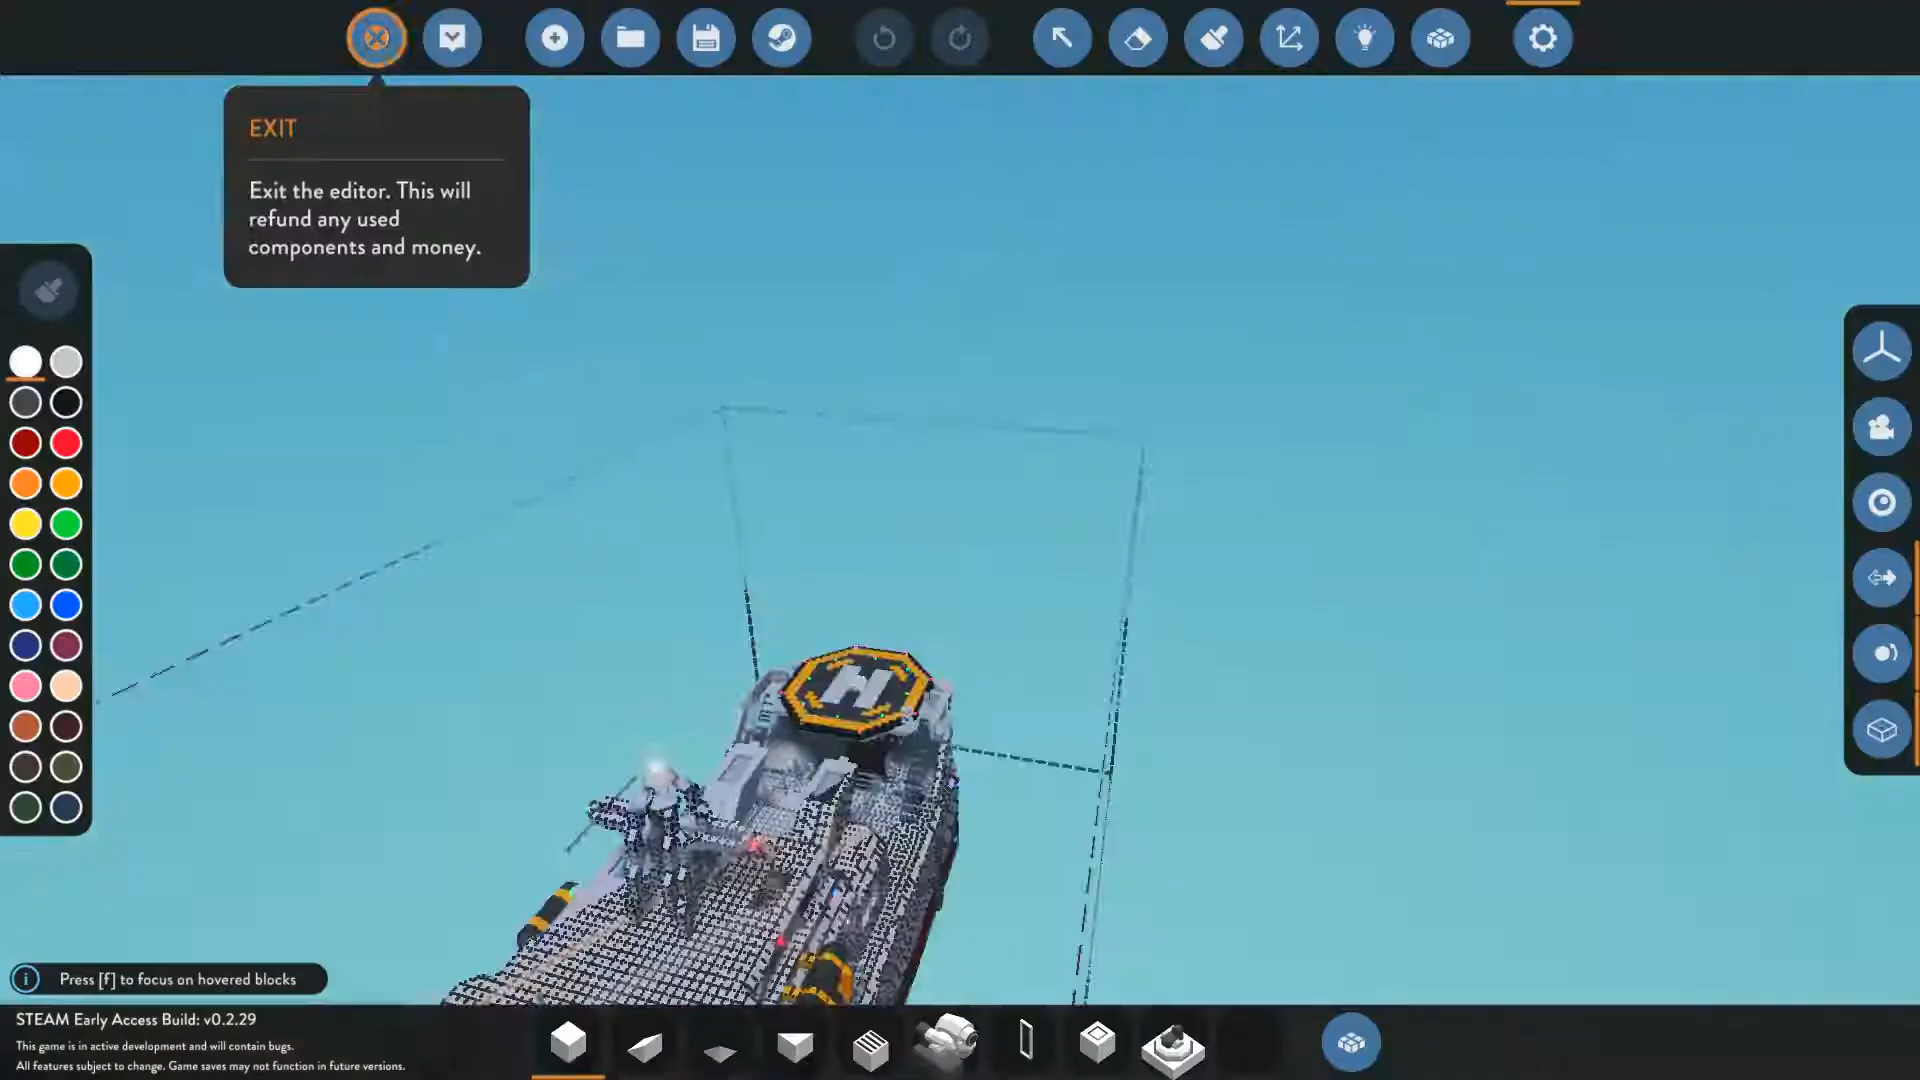 EXIT
Exit the editor. This will
refund any used
components and money.
H
Press [f] to focus on hovered blocks
STEAM Early Access Build: v0.2.29
This game is in active development and will contain bugs.
All features subject to change. Game saves may not function in future versions.